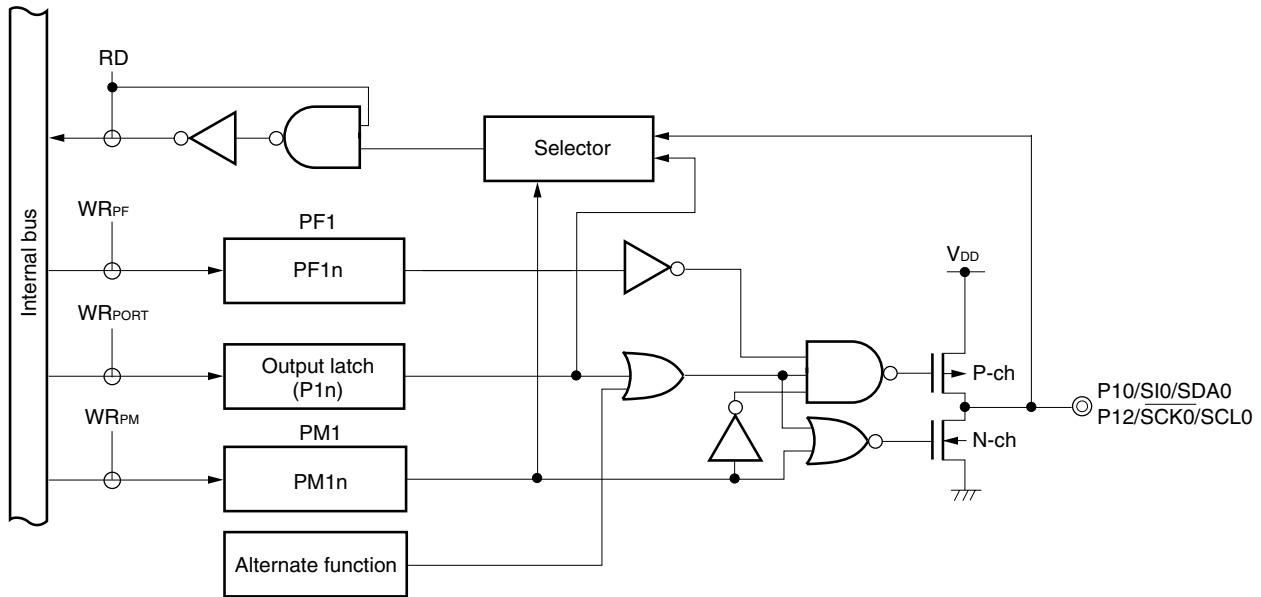 RD
Selector
Internal bus
WRPF
PF1
PF1n
VDD
WRPORT
Output latch
(P1n)
P-ch
P10/SI0/SDA0
P12/SCK0/SCL0
WRPM
PM1
N-ch
PM1n
Alternate function